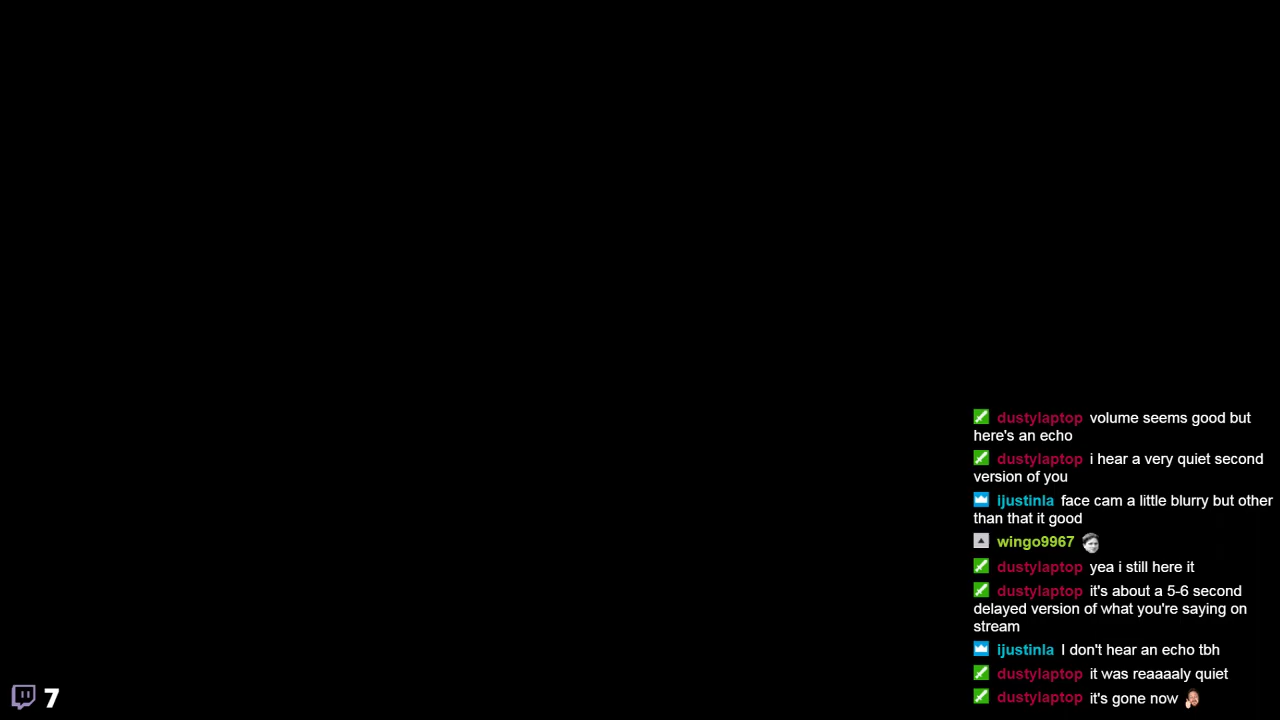 dustylaptop volume seems good but
here's an echo
dustylaptop i hear a very quiet second
version of you
ijustinla face cam a little blurry but other
than that it good
wingo9967
dustylaptop yea i still here it
dustylaptop it's about a 5-6 second
delayed version of what you're saying on
stream
ijustinla I don't hear an echo tbh
dustylaptop it was reaaaaly quiet
dustylaptop it's gone now
7